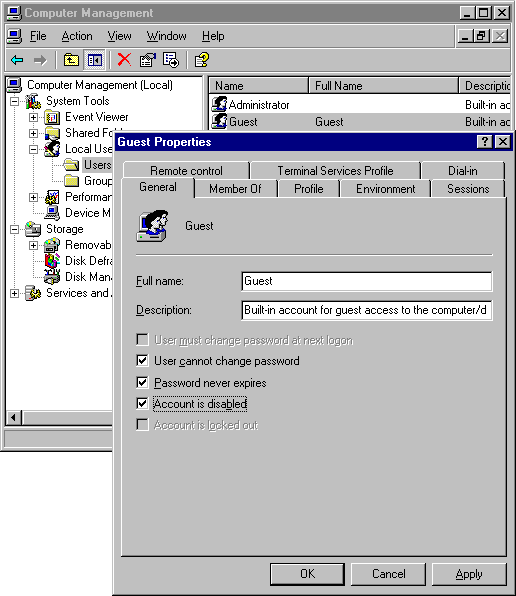 Computer Management
File Action View Window Help
Computer Management (Local)
System Tools
Event Viewer
Shared Fol
Local Use
Users
Group
Performan
Device M
Storage
Removab
Disk Defra
Disk Mana
Services and A
Name Full Name Descriptio
Administrator Built-in ac
Guest Guest Built-in ac
Guest Properties
Remote control Terminal Services Profile Dial-in
General Member Of Profile Environment Sessions
Guest
Full name: Guest
Description: Built-in account for guest access to the computer/d
User must change password at next logon
User cannot change password
Password never expires
Account is disabled
Account is locked out
OK Cancel Apply